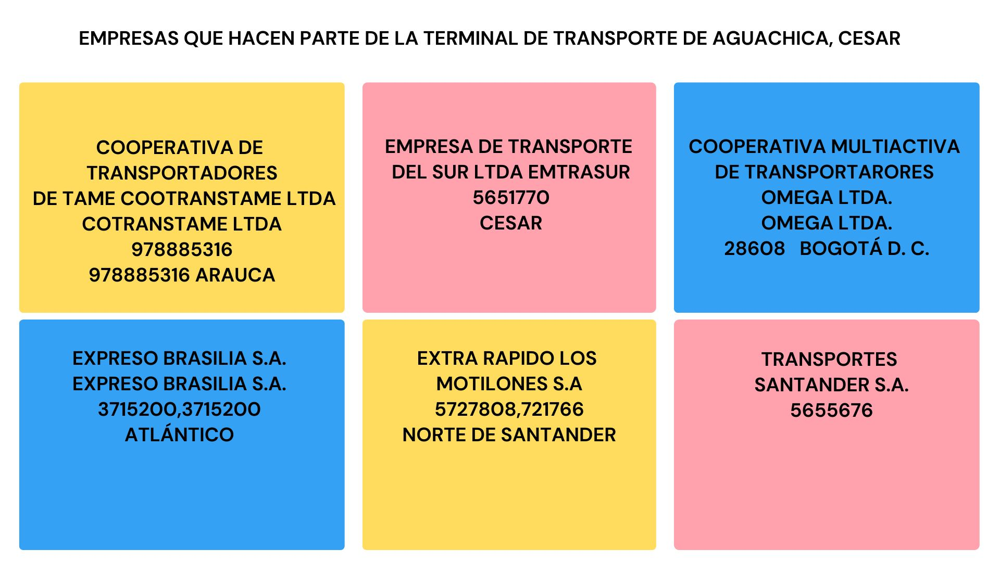 EMPRESAS QUE HACEN PARTE DE LA TERMINAL DE TRANSPORTE DE AGUACHICA, CESAR
COOPERATIVA DE
TRANSPORTADORES
DE TAME COOTRANSTAME LTDA
COTRANSTAME LTDA
978885316
978885316 ARAUCA
EMPRESA DE TRANSPORTE
DEL SUR LTDA EMTRASUR
5651770
CESAR
COOPERATIVA MULTIACTIVA
DE TRANSPORTARORES
OMEGA LTDA.
OMEGA LTDA.
28608 BOGOTÁ D. C.
EXPRESO BRASILIA S.A.
EXPRESO BRASILIA S.A.
3715200,3715200
ATLÁNTICO
EXTRA RAPIDO LOS
MOTILONES S.A
5727808,721766
NORTE DE SANTANDER
TRANSPORTES
SANTANDER S.A.
5655676